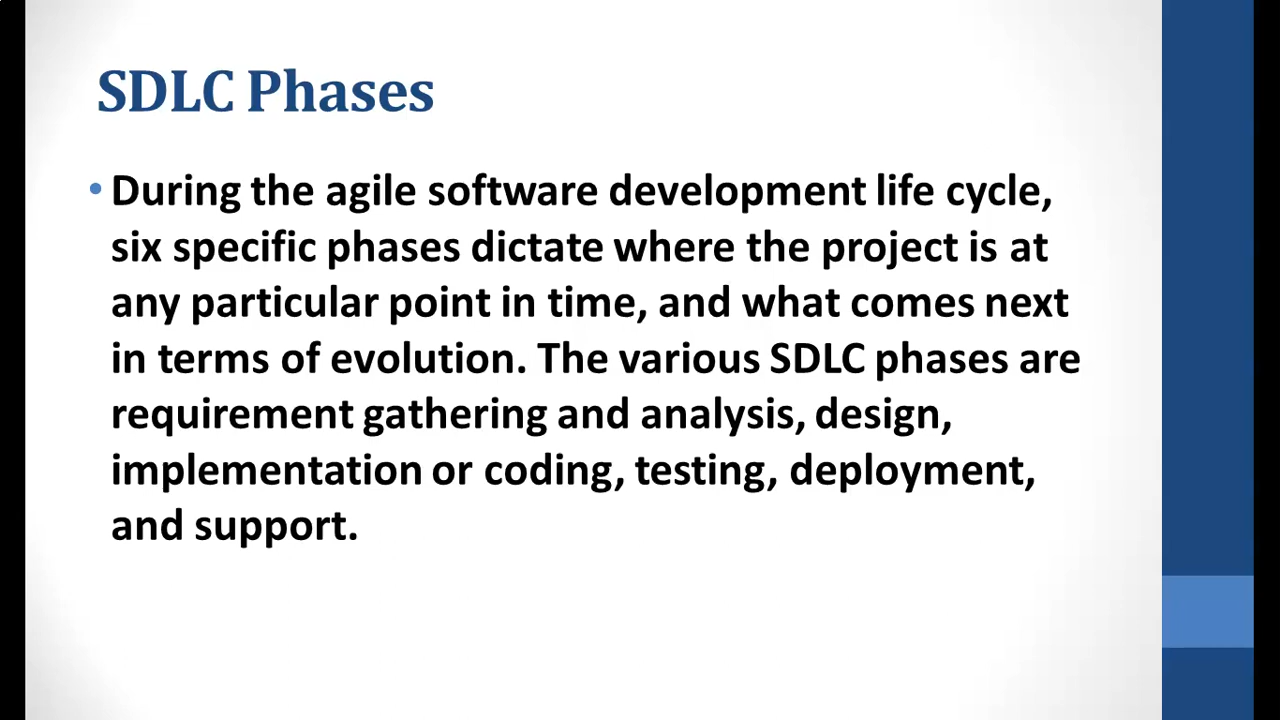 SDLC Phases
• During the agile software development life cycle,
six specific phases dictate where the project is at
any particular point in time, and what comes next
in terms of evolution. The various SDLC phases are
requirement gathering and analysis, design,
implementation or coding, testing, deployment,
and support.